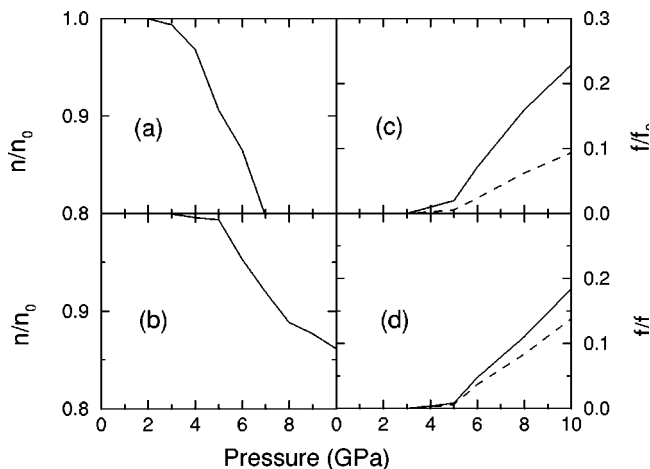 1.0
0.9
0.8
n/n₀
(a)
(c)
0.3
0.2
0.1
0.0
f/f₀
0.9
0.8
n/n₀
(b)
(d)
0.2
0.1
0.0
f/f
0 2 4 6 8 0 2 4 6 8 10
Pressure (GPa)